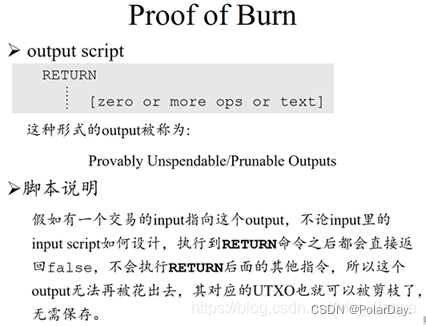 Proof of Burn
➢ output script
RETURN
[zero or more ops or text]
这种形式的output被称为:
Provably Unspendable/Prunable Outputs
➢脚本说明
假如有一个交易的input指向这个output，不论input里的
input script如何设计，执行到RETURN命令之后都会直接返
回false，不会执行RETURN后面的其他指令，所以这个
output无法再被花出去，其对应的UTXO也就可以被剪枝了，
无需保存。
https://blog.csdn.net/
CSDN @PolarDay.